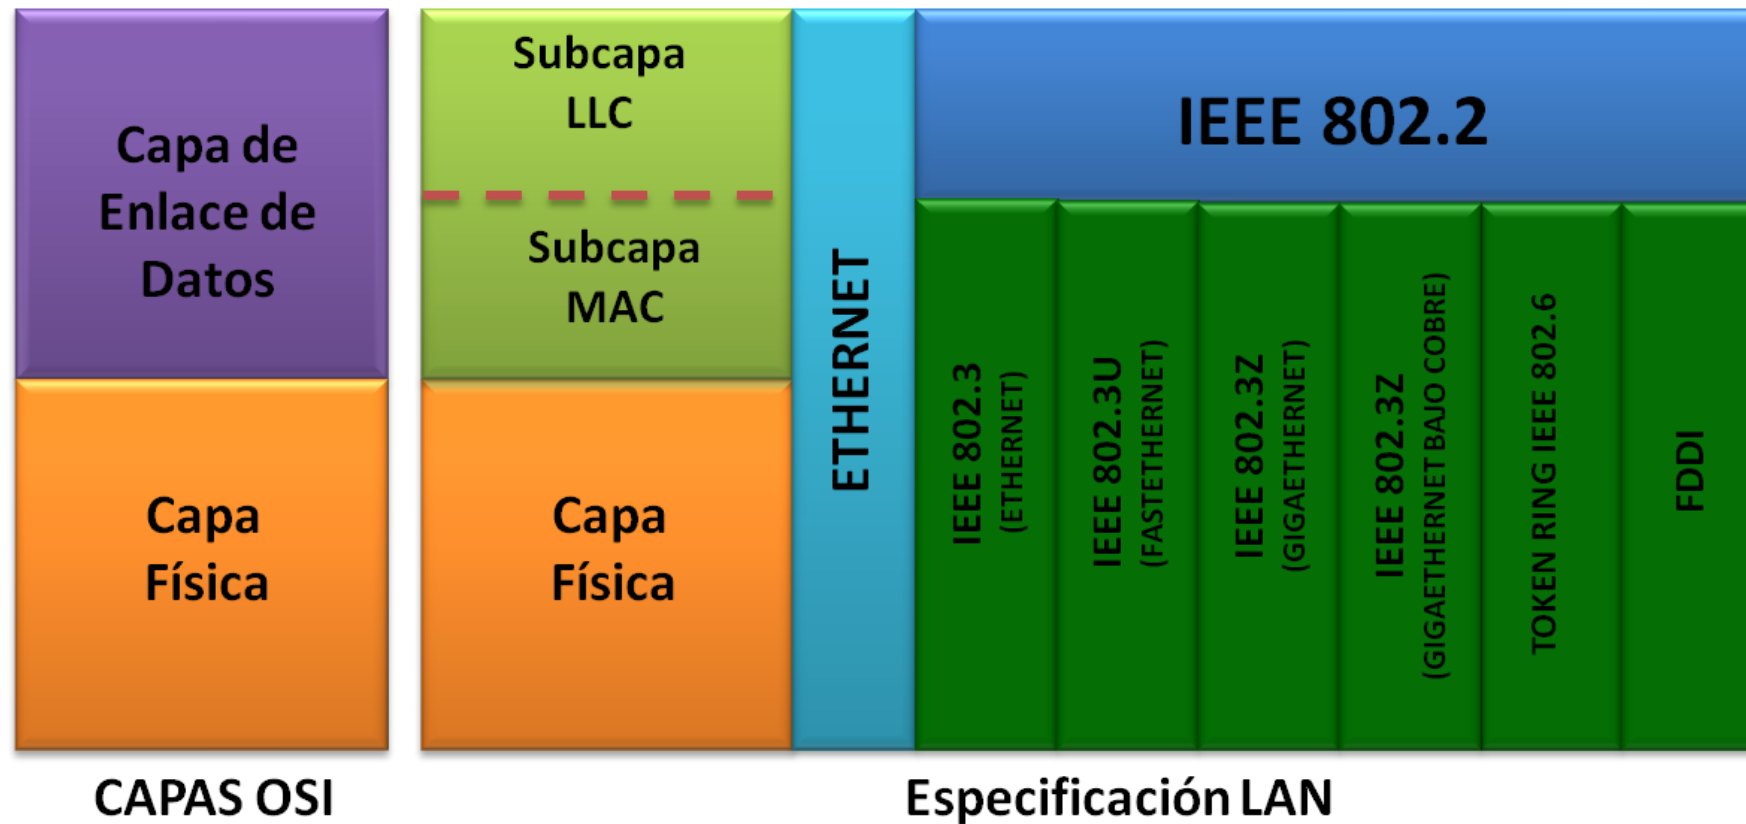 Capa de
Enlace de
Datos
Capa
Física
CAPAS OSI
Subcapa
LLC
Subcapa
MAC
Capa
Física
ETHERNET
IEEE 802.2
IEEE 802.3
(ETHERNET)
IEEE 802.3U
(FASTETHERNET)
IEEE 802.3Z
(GIGAETHERNET)
IEEE 802.3Z
(GIGAETHERNET BAJO COBRE)
TOKEN RING IEEE 802.6
FDDI
Especificación LAN